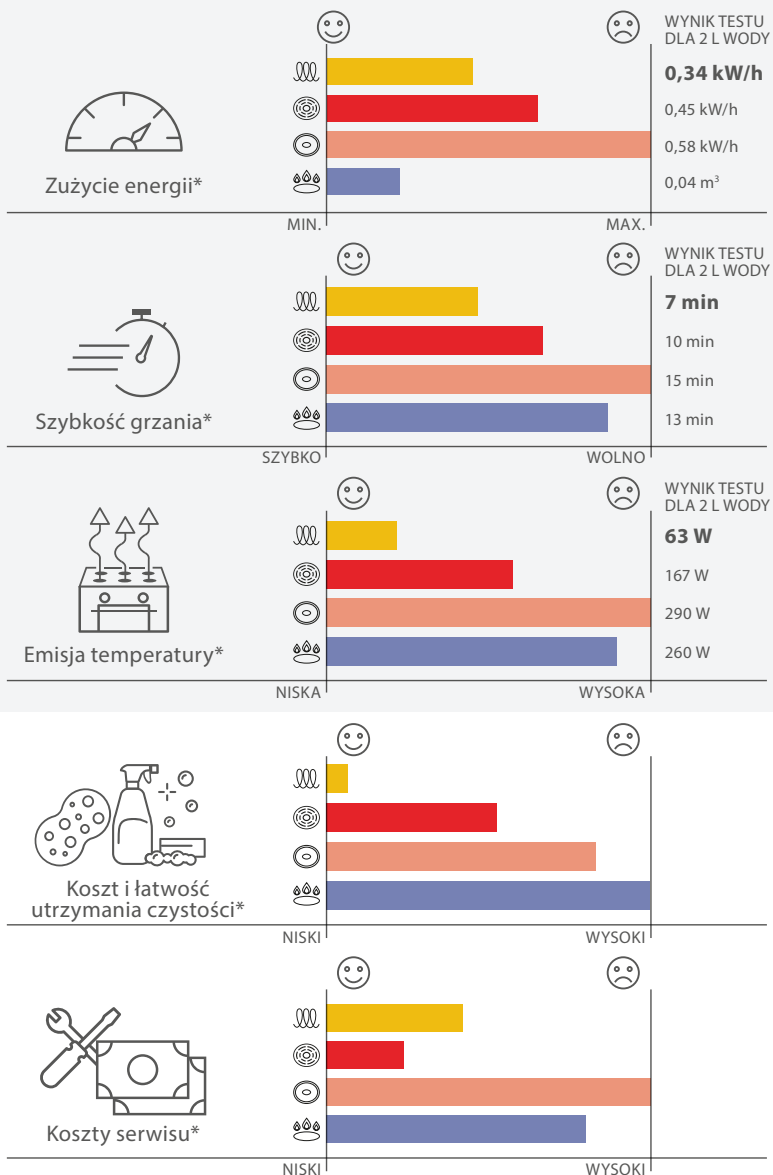 WYNIK TESTU
DLA 2 L WODY
0,34 kW/h
0,45 kW/h
0,58 kW/h
0,04 m³
Zużycie energii*
MIN.
MAX.
WYNIK TESTU
DLA 2 L WODY
7 min
10 min
15 min
13 min
Szybkość grzania*
SZYBKO
WOLNO
WYNIK TESTU
DLA 2 L WODY
63 W
167 W
290 W
260 W
Emisja temperatury*
NISKA
WYSOKA
Koszt i łatwość
utrzymania czystości*
NISKI
WYSOKI
Koszty serwisu*
NISKI
WYSOKI